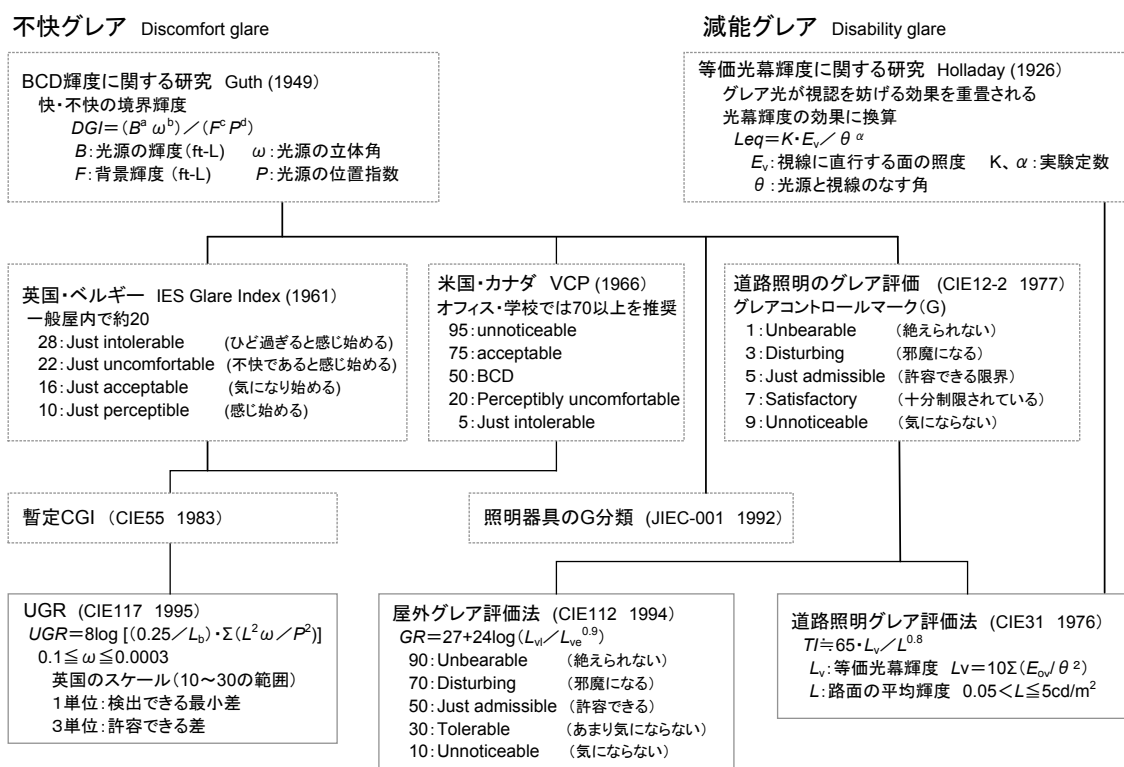 不快グレア Discomfort glare
BCD輝度に関する研究 Guth (1949)
快・不快の境界輝度
DGI＝(Bᵃ ωᵇ)／(Fᶜ Pᵈ)
B：光源の輝度(ft-L) ω：光源の立体角
F：背景輝度 (ft-L) P：光源の位置指数
減能グレア Disability glare
等価光幕輝度に関する研究 Holladay (1926)
グレア光が視認を妨げる効果を重畳される
光幕輝度の効果に換算
Leq＝K・Eᵥ／θ ᵅ
Eᵥ：視線に直行する面の照度 K、α：実験定数
θ：光源と視線のなす角
英国・ベルギー IES Glare Index (1961)
一般屋内で約20
28：Just intolerable (ひど過ぎると感じ始める)
22：Just uncomfortable (不快であると感じ始める)
16：Just acceptable (気になり始める)
10：Just perceptible (感じ始める)
米国・カナダ VCP (1966)
オフィス・学校では70以上を推奨
95：unnoticeable
75：acceptable
50：BCD
20：Perceptibly uncomfortable
5：Just intolerable
道路照明のグレア評価 (CIE12-2 1977)
グレアコントロールマーク(G)
1：Unbearable (絶えられない)
3：Disturbing (邪魔になる)
5：Just admissible (許容できる限界)
7：Satisfactory (十分制限されている)
9：Unnoticeable (気にならない)
暫定CGI (CIE55 1983)
照明器具のG分類 (JIEC-001 1992)
UGR (CIE117 1995)
UGR＝8log [(0.25／L_b)・Σ(L²ω／P²)]
0.1≦ω≦0.0003
英国のスケール(10～30の範囲)
1単位：検出できる最小差
3単位：許容できる差
屋外グレア評価法 (CIE112 1994)
GR＝27+24log(L_vl／L_ve^0.9)
90：Unbearable (絶えられない)
70：Disturbing (邪魔になる)
50：Just admissible (許容できる)
30：Tolerable (あまり気にならない)
10：Unnoticeable (気にならない)
道路照明グレア評価法 (CIE31 1976)
TI≒65・L_v／L^0.8
L_v：等価光幕輝度 Lv＝10Σ(E_ov/θ²)
L：路面の平均輝度 0.05<L≦5cd/m²